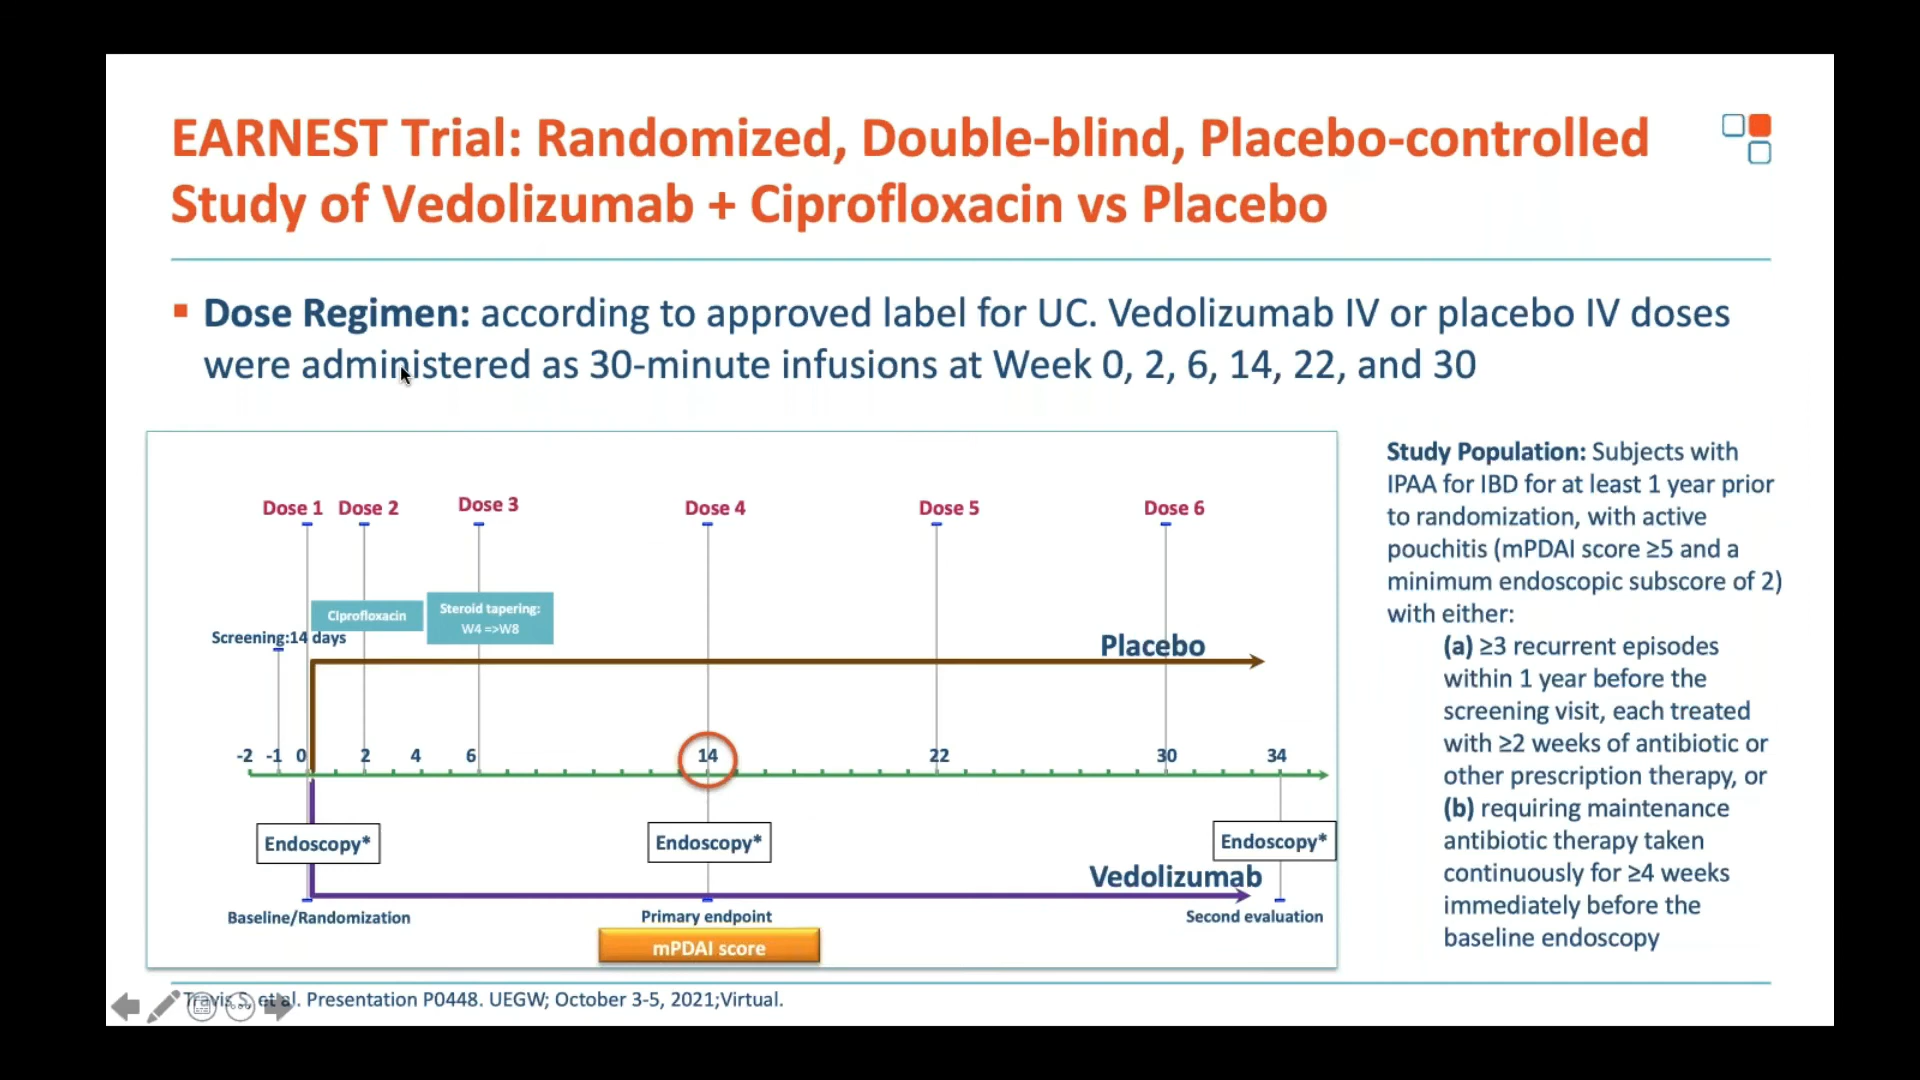 EARNEST Trial: Randomized, Double-blind, Placebo-controlled
Study of Vedolizumab + Ciprofloxacin vs Placebo
Dose Regimen: according to approved label for UC. Vedolizumab IV or placebo IV doses
were administered as 30-minute infusions at Week 0, 2, 6, 14, 22, and 30
Dose 1 Dose 2 Dose 3 Dose 4 Dose 5 Dose 6
Ciprofloxacin
Steroid tapering:
W4 =>W8
Screening:14 days
Placebo
-2 -1 0 2 4 6 14 22 30 34
Endoscopy* Endoscopy* Endoscopy*
Vedolizumab
Baseline/Randomization Primary endpoint Second evaluation
mPDAI score
Study Population: Subjects with
IPAA for IBD for at least 1 year prior
to randomization, with active
pouchitis (mPDAI score ≥5 and a
minimum endoscopic subscore of 2)
with either:
(a) ≥3 recurrent episodes
within 1 year before the
screening visit, each treated
with ≥2 weeks of antibiotic or
other prescription therapy, or
(b) requiring maintenance
antibiotic therapy taken
continuously for ≥4 weeks
immediately before the
baseline endoscopy
Travis S, et al. Presentation P0448. UEGW; October 3-5, 2021;Virtual.